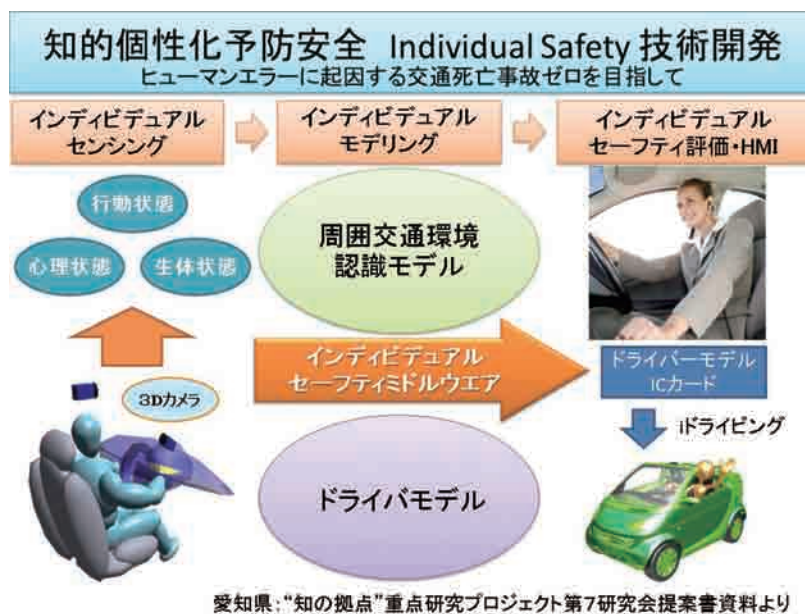 知的個性化予防安全 Individual Safety 技術開発
ヒューマンエラーに起因する交通死亡事故ゼロを目指して
インディビデュアル
センシング
インディビデュアル
モデリング
インディビデュアル
セーフティ評価・HMI
行動状態
心理状態
生体状態
周囲交通環境
認識モデル
インディビデュアル
セーフティミドルウエア
3Dカメラ
ドライバーモデル
ICカード
iドライビング
ドライバモデル
愛知県:“知の拠点”重点研究プロジェクト第7研究会提案書資料より